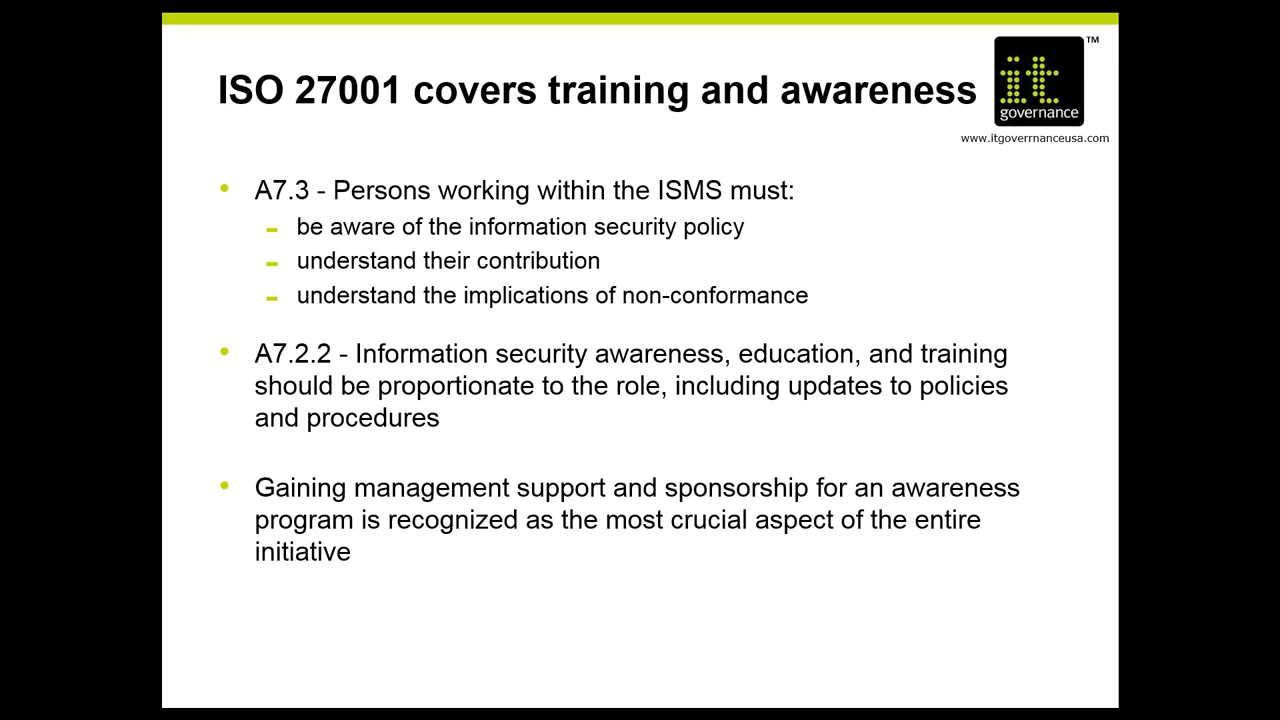 ISO 27001 covers training and awareness
it
governance
TM
www.itgoverrnanceusa.com
• A7.3 - Persons working within the ISMS must:
– be aware of the information security policy
– understand their contribution
– understand the implications of non-conformance
• A7.2.2 - Information security awareness, education, and training
should be proportionate to the role, including updates to policies
and procedures
• Gaining management support and sponsorship for an awareness
program is recognized as the most crucial aspect of the entire
initiative